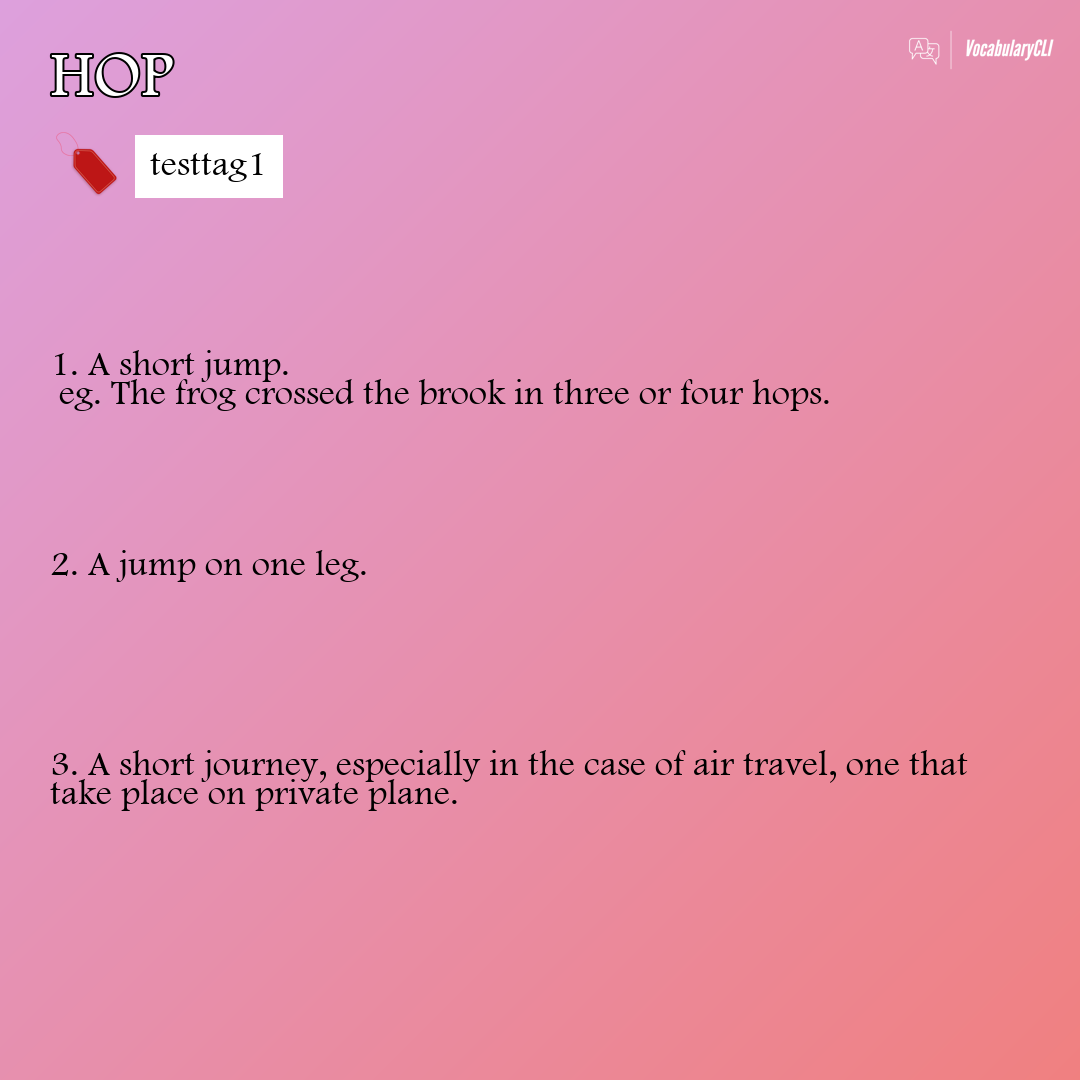 HOP
VocabularyCLI
testtag1
1. A short jump.
eg. The frog crossed the brook in three or four hops.
2. A jump on one leg.
3. A short journey, especially in the case of air travel, one that
take place on private plane.